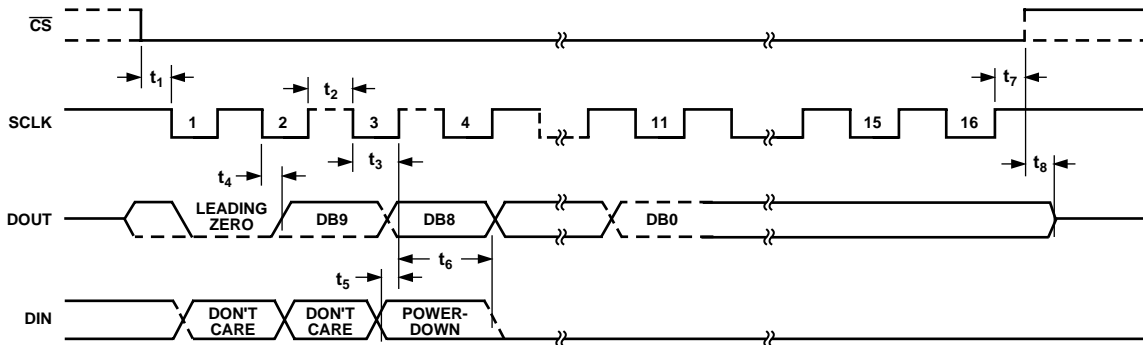 CS
t1
t2
t7
SCLK
1
2
3
4
11
15
16
t4
t3
t8
DOUT
LEADING
ZERO
DB9
DB8
DB0
t5
t6
DIN
DON'T
CARE
DON'T
CARE
POWER-
DOWN